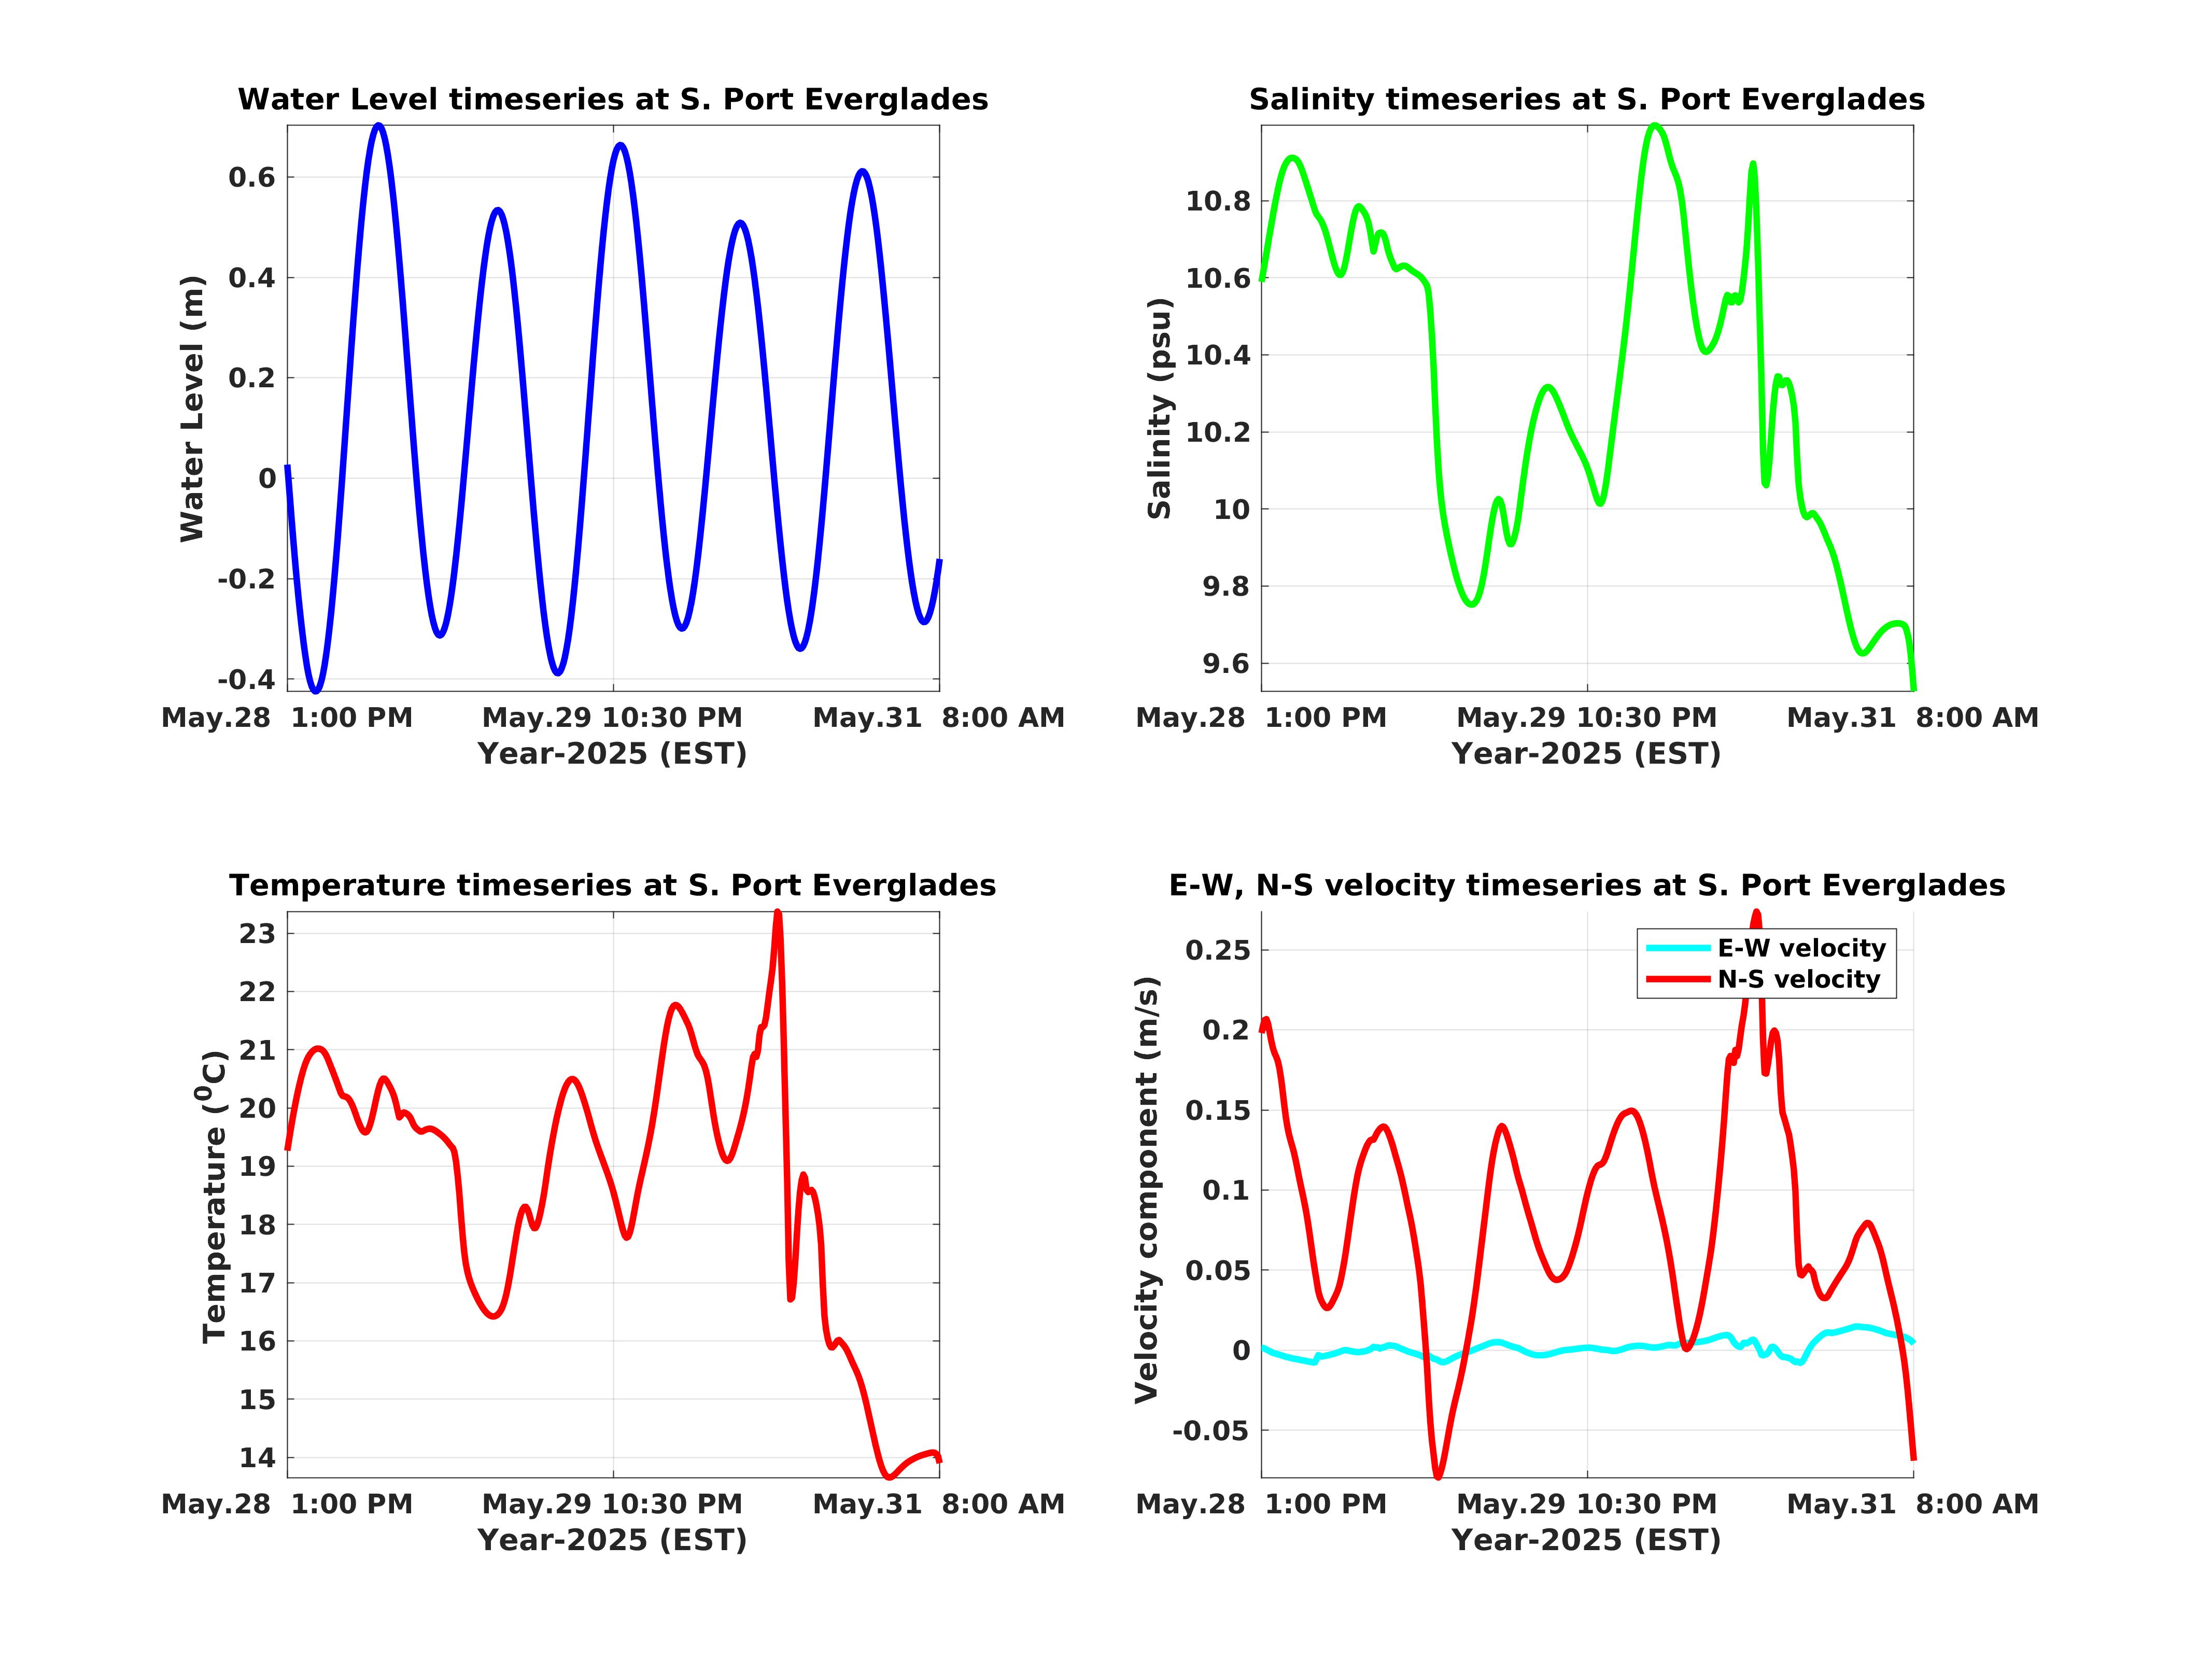 Water Level timeseries at S. Port Everglades
Water Level (m)
0.6
0.4
0.2
0
-0.2
-0.4
May.28 1:00 PM May.29 10:30 PM May.31 8:00 AM
Year-2025 (EST)
Salinity timeseries at S. Port Everglades
Salinity (psu)
10.8
10.6
10.4
10.2
10
9.8
9.6
May.28 1:00 PM May.29 10:30 PM May.31 8:00 AM
Year-2025 (EST)
Temperature timeseries at S. Port Everglades
Temperature (⁰C)
23
22
21
20
19
18
17
16
15
14
May.28 1:00 PM May.29 10:30 PM May.31 8:00 AM
Year-2025 (EST)
E-W, N-S velocity timeseries at S. Port Everglades
Velocity component (m/s)
E-W velocity
N-S velocity
0.25
0.2
0.15
0.1
0.05
0
-0.05
May.28 1:00 PM May.29 10:30 PM May.31 8:00 AM
Year-2025 (EST)